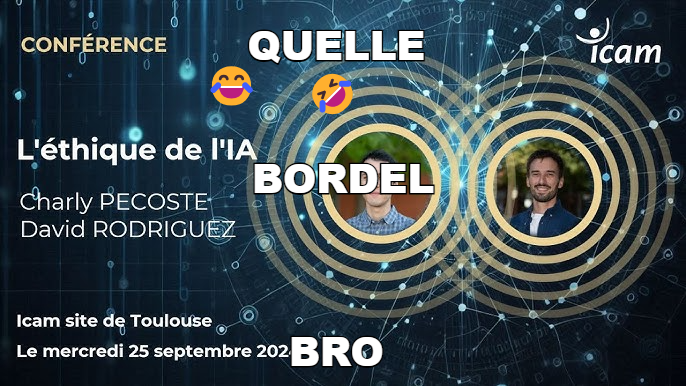 CONFÉRENCE
QUELLE
icam
L'éthique de l'IA
BORDEL
Charly PECOSTE
David RODRIGUEZ
Icam site de Toulouse
Le mercredi 25 septembre 202
BRO